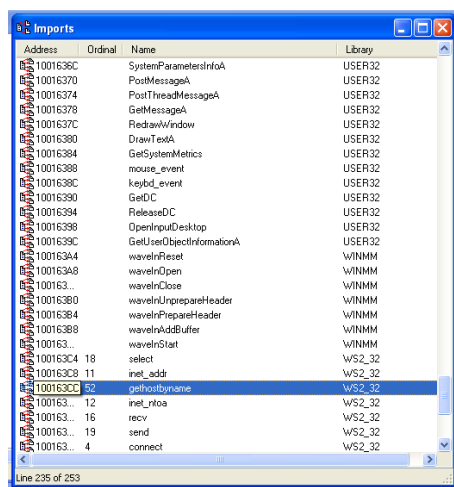 Imports
Address Ordinal Name Library
1001636C SystemParametersInfoA USER32
10016370 PostMessageA USER32
10016374 PostThreadMessageA USER32
10016378 GetMessageA USER32
1001637C RedrawWindow USER32
10016380 DrawTextA USER32
10016384 GetSystemMetrics USER32
10016388 mouse_event USER32
1001638C keybd_event USER32
10016390 GetDC USER32
10016394 ReleaseDC USER32
10016398 OpenInputDesktop USER32
1001639C GetUserObjectInformationA USER32
100163A4 waveInReset WINMM
100163A8 waveInOpen WINMM
100163... waveInClose WINMM
100163B0 waveInUnprepareHeader WINMM
100163B4 waveInPrepareHeader WINMM
100163B8 waveInAddBuffer WINMM
100163... waveInStart WINMM
100163C4 18 select WS2_32
100163C8 11 inet_addr WS2_32
100163CC 52 gethostbyname WS2_32
100163... 12 inet_ntoa WS2_32
100163... 16 recv WS2_32
100163... 19 send WS2_32
100163... 4 connect WS2_32
Line 235 of 253